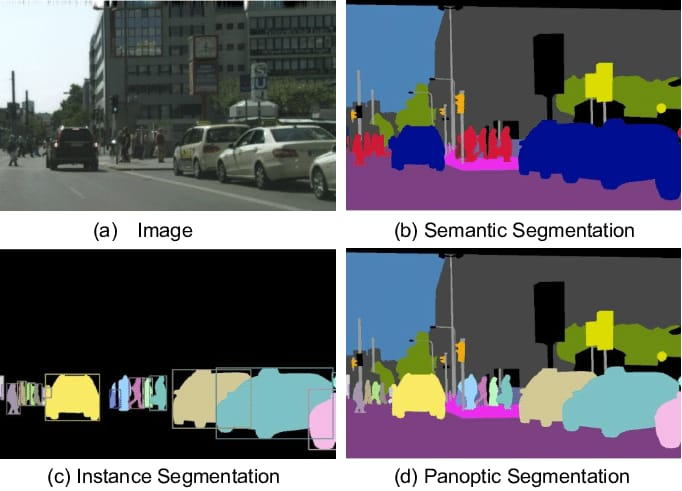 (a) Image
(b) Semantic Segmentation
(c) Instance Segmentation
(d) Panoptic Segmentation